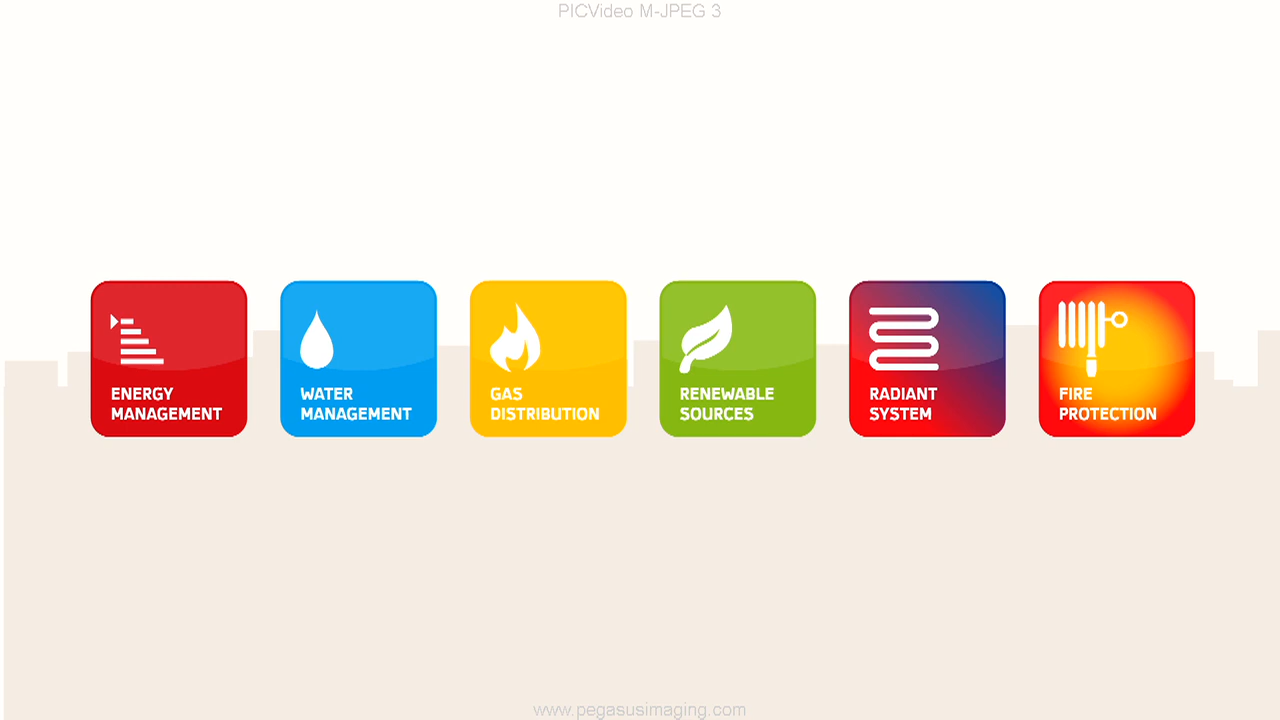 PICVideo M-JPEG 3
ENERGY
MANAGEMENT
WATER
MANAGEMENT
GAS
DISTRIBUTION
RENEWABLE
SOURCES
RADIANT
SYSTEM
FIRE
PROTECTION
www.pegasusimaging.com